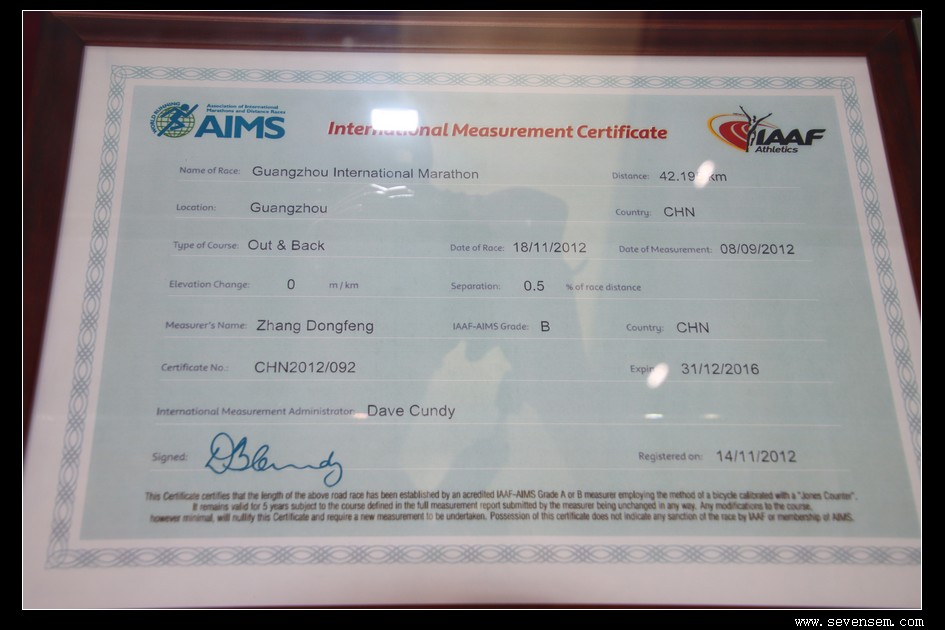 WORLD RUNNING
Association of International
Marathons and Distance Races
AIMS
International Measurement Certificate
IAAF
Athletics
Name of Race: Guangzhou International Marathon Distance: 42.19 km
Location: Guangzhou Country: CHN
Type of Course: Out & Back Date of Race: 18/11/2012 Date of Measurement: 08/09/2012
Elevation Change: 0 m / km Separation: 0.5 % of race distance
Measurer's Name: Zhang Dongfeng IAAF-AIMS Grade: B Country: CHN
Certificate No.: CHN2012/092 Expir 31/12/2016
International Measurement Administrator: Dave Cundy
Signed: DBCundy Registered on: 14/11/2012
This Certificate certifies that the length of the above road race has been established by an acredited IAAF-AIMS Grade A or B measurer employing the method of a bicycle calibrated with a "Jones Counter".
It remains valid for 5 years subject to the course defined in the full measurement report submitted by the measurer being unchanged in any way. Any modifications to the course,
however minimal, will nullify this Certificate and require a new measurement to be undertaken. Possession of this certificate does not indicate any sanction of the race by IAAF or membership of AIMS.
www.sevensem.com